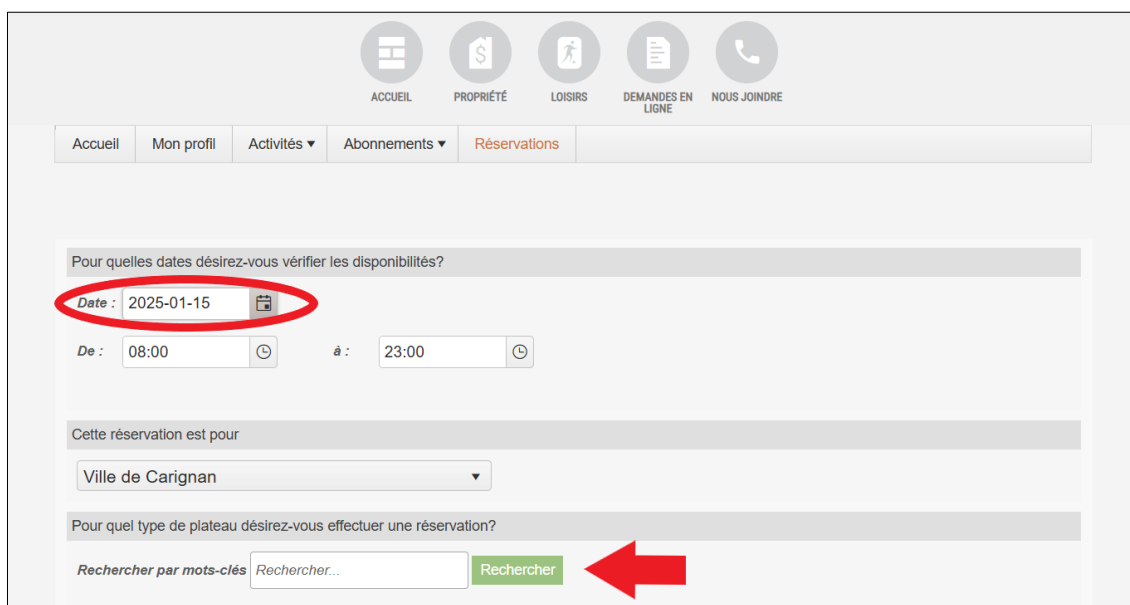 ACCUEIL PROPRIÉTÉ LOISIRS DEMANDES EN LIGNE NOUS JOINDRE
Accueil Mon profil Activités ▾ Abonnements ▾ Réservations
Pour quelles dates désirez-vous vérifier les disponibilités?
Date : 2025-01-15
De : 08:00 à : 23:00
Cette réservation est pour
Ville de Carignan
Pour quel type de plateau désirez-vous effectuer une réservation?
Rechercher par mots-clés Rechercher... Rechercher